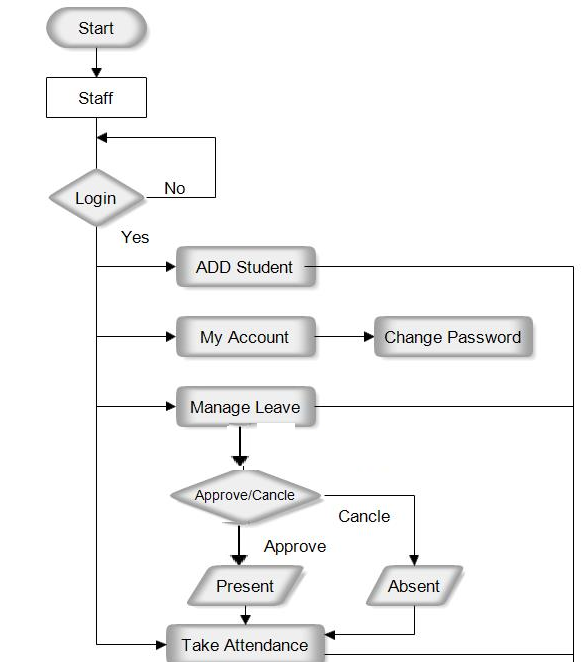 Start
Staff
Login
No
Yes
ADD Student
My Account
Change Password
Manage Leave
Approve/Cancle
Cancle
Approve
Present
Absent
Take Attendance